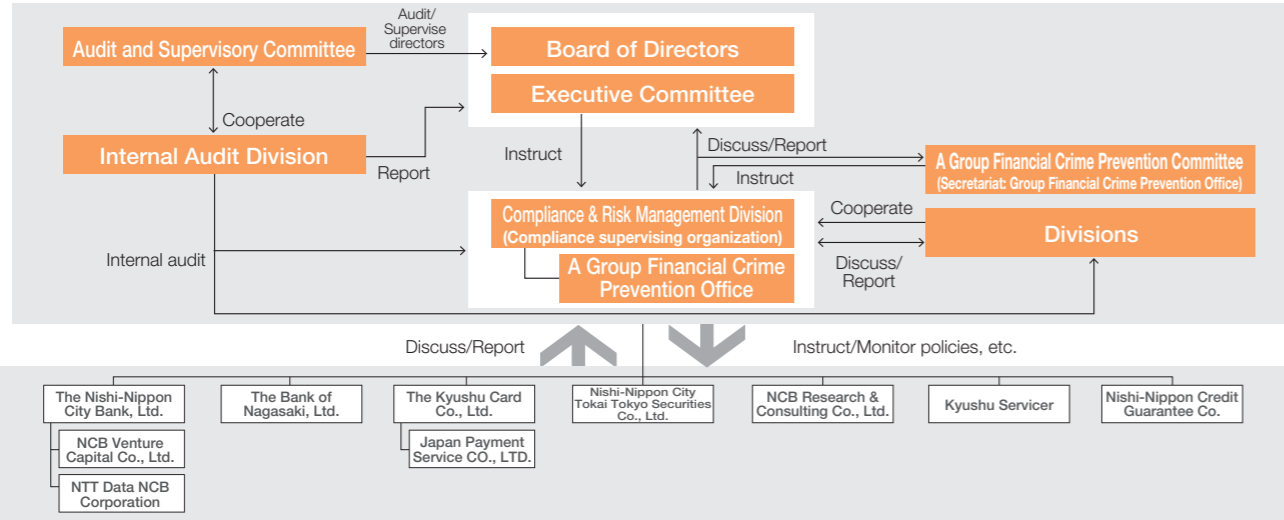 Audit and Supervisory Committee
Audit/
Supervise
directors
Board of Directors
Executive Committee
Cooperate
Internal Audit Division
Report
Instruct
Discuss/Report
Instruct
A Group Financial Crime Prevention Committee
(Secretariat: Group Financial Crime Prevention Office)
Compliance & Risk Management Division
(Compliance supervising organization)
A Group Financial Crime
Prevention Office
Cooperate
Divisions
Discuss/
Report
Internal audit
Discuss/Report
Instruct/Monitor policies, etc.
The Nishi-Nippon
City Bank, Ltd.
The Bank of
Nagasaki, Ltd.
The Kyushu Card
Co., Ltd.
Nishi-Nippon City
Tokai Tokyo Securities
Co., Ltd.
NCB Research &
Consulting Co., Ltd.
Kyushu Servicer
Nishi-Nippon Credit
Guarantee Co.
NCB Venture
Capital Co., Ltd.
Japan Payment
Service CO., LTD.
NTT Data NCB
Corporation